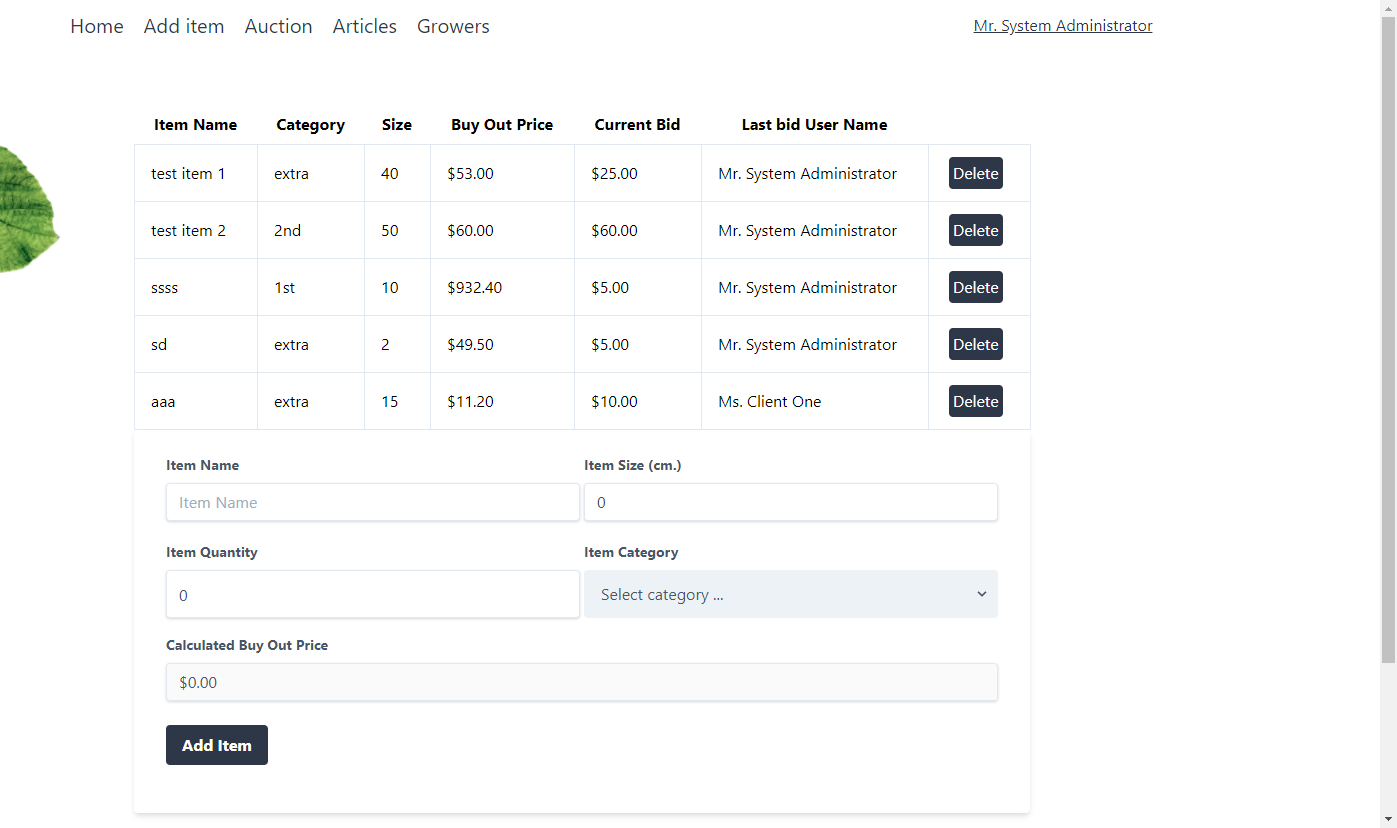 Home Add item Auction Articles Growers Mr. System Administrator
Item Name Category Size Buy Out Price Current Bid Last bid User Name
test item 1 extra 40 $53.00 $25.00 Mr. System Administrator Delete
test item 2 2nd 50 $60.00 $60.00 Mr. System Administrator Delete
ssss 1st 10 $932.40 $5.00 Mr. System Administrator Delete
sd extra 2 $49.50 $5.00 Mr. System Administrator Delete
aaa extra 15 $11.20 $10.00 Ms. Client One Delete
Item Name Item Size (cm.)
Item Name 0
Item Quantity Item Category
0 Select category ...
Calculated Buy Out Price
$0.00
Add Item